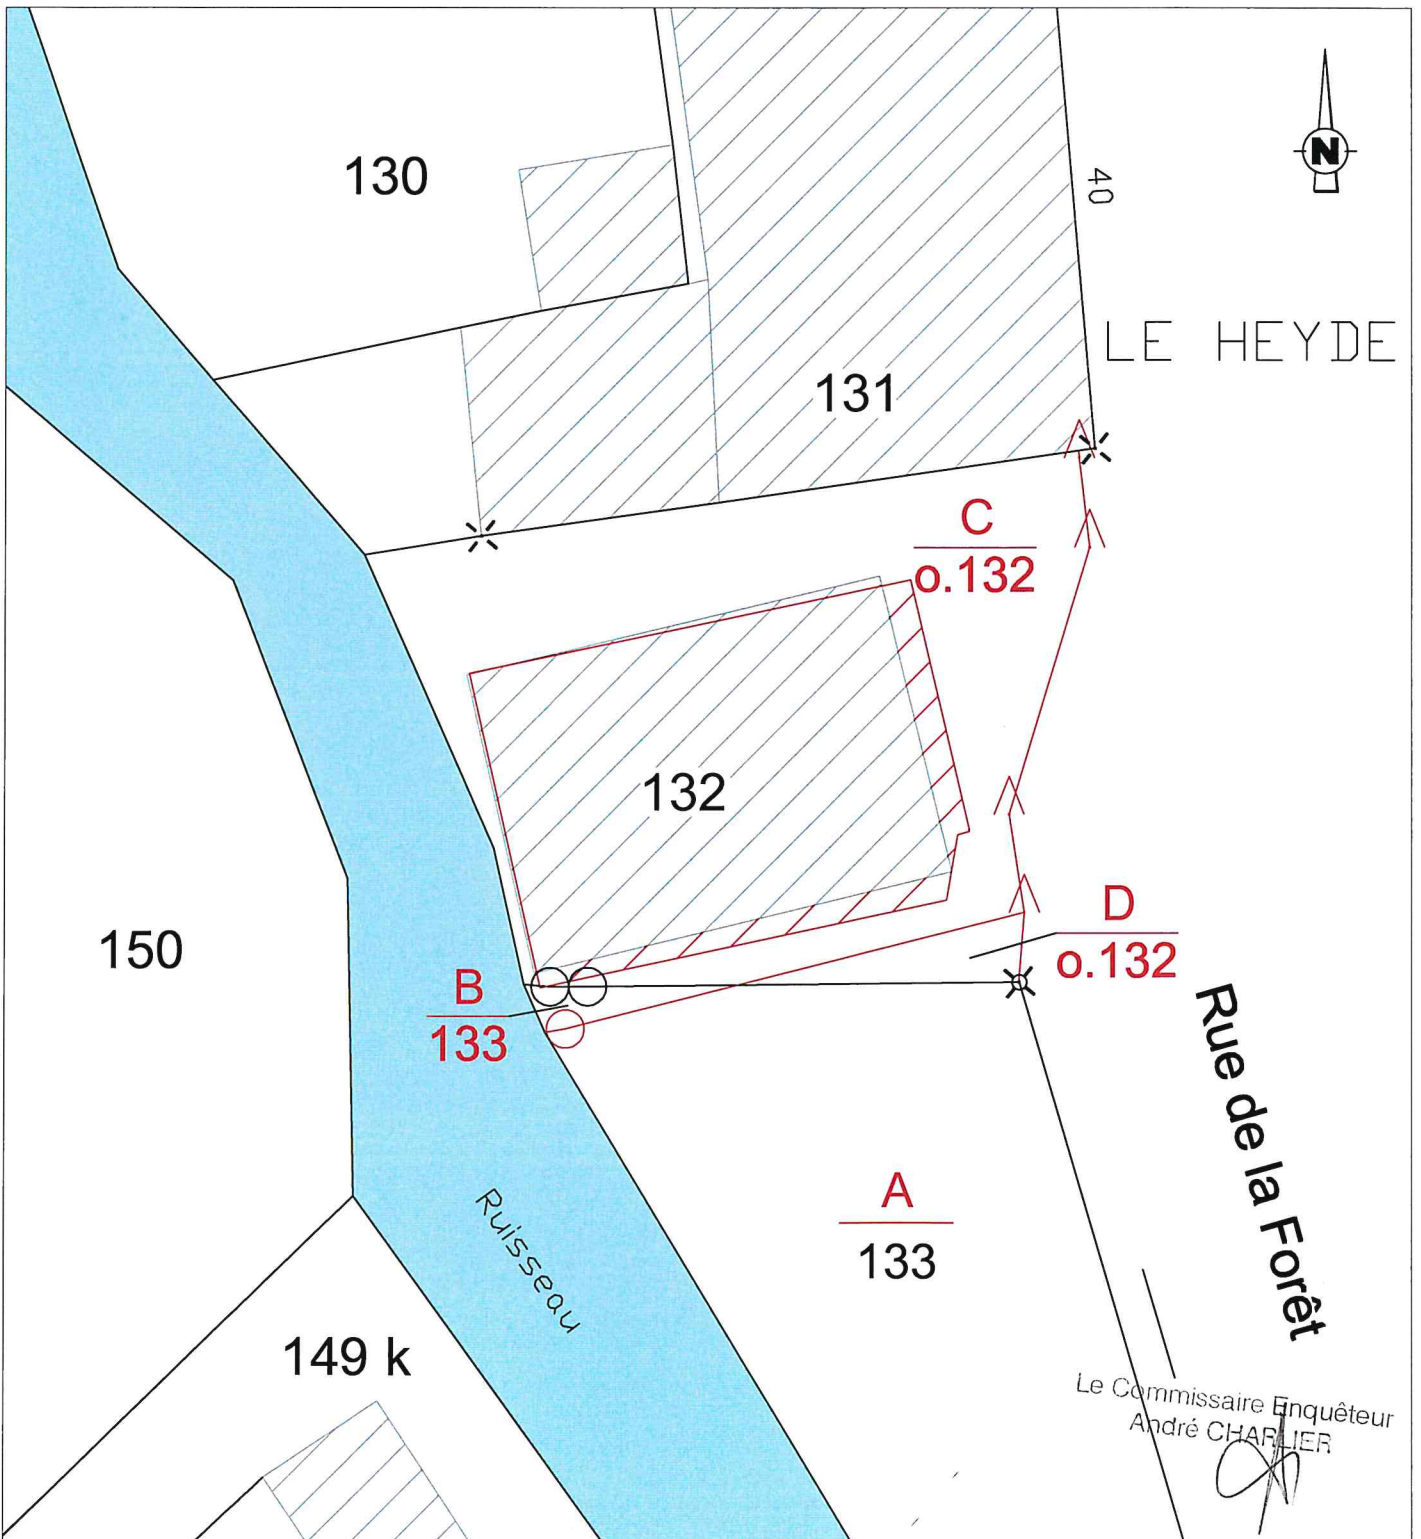 130
N
40
LE HEYDE
131
C
o.132
132
D
o.132
150
B
133
Rue de la Forêt
A
133
Ruisseau
149 k
Le Commissaire Enquêteur
André CHARLIER